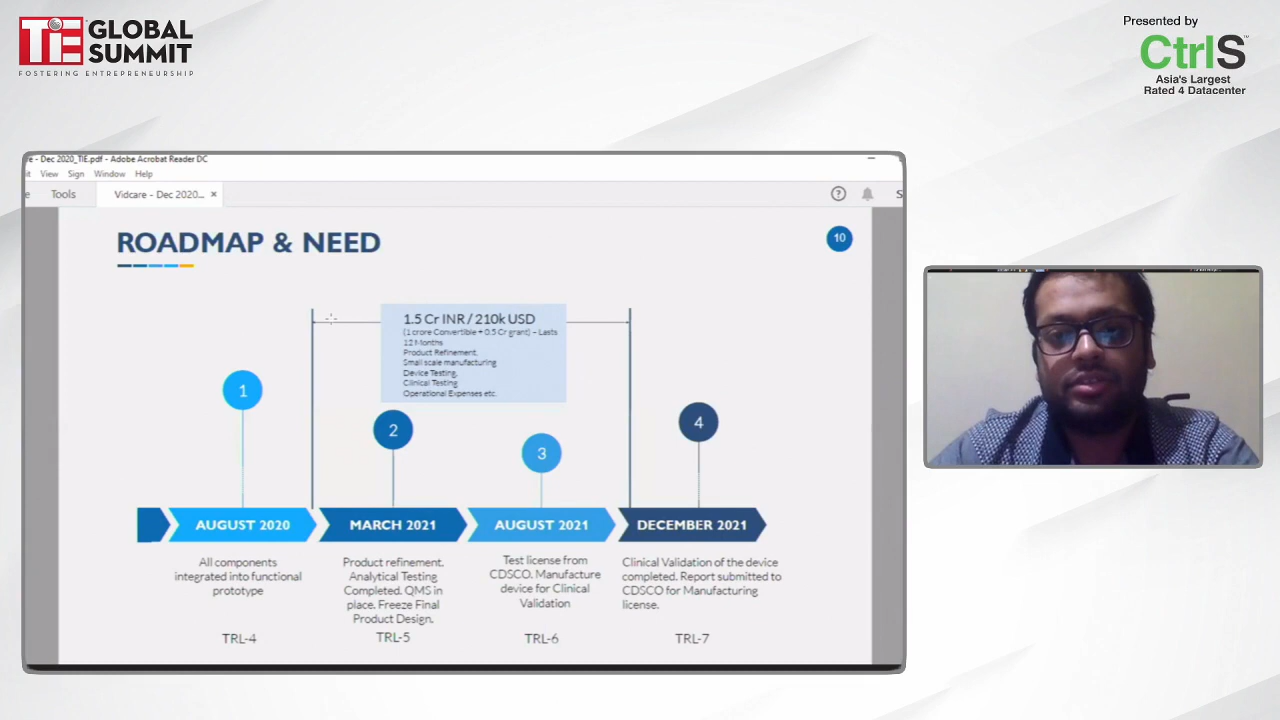 TiE GLOBAL
SUMMIT
FOSTERING ENTREPRENEURSHIP
Presented by
CtrlS™
Asia's Largest
Rated 4 Datacenter
- Dec 2020_TiE.pdf - Adobe Acrobat Reader DC
View Sign Window Help
Tools Vidcare - Dec 2020... × ?
ROADMAP & NEED
10
1.5 Cr INR / 210k USD
(1 crore Convertible + 0.5 Cr grant) – Lasts
12 Months
Product Refinement,
Small scale manufacturing
Device Testing,
Clinical Testing
Operational Expenses etc.
1
2
3
4
AUGUST 2020
MARCH 2021
AUGUST 2021
DECEMBER 2021
All components
integrated into functional
prototype
TRL-4
Product refinement.
Analytical Testing
Completed. QMS in
place. Freeze Final
Product Design.
TRL-5
Test license from
CDSCO. Manufacture
device for Clinical
Validation
TRL-6
Clinical Validation of the device
completed. Report submitted to
CDSCO for Manufacturing
license.
TRL-7